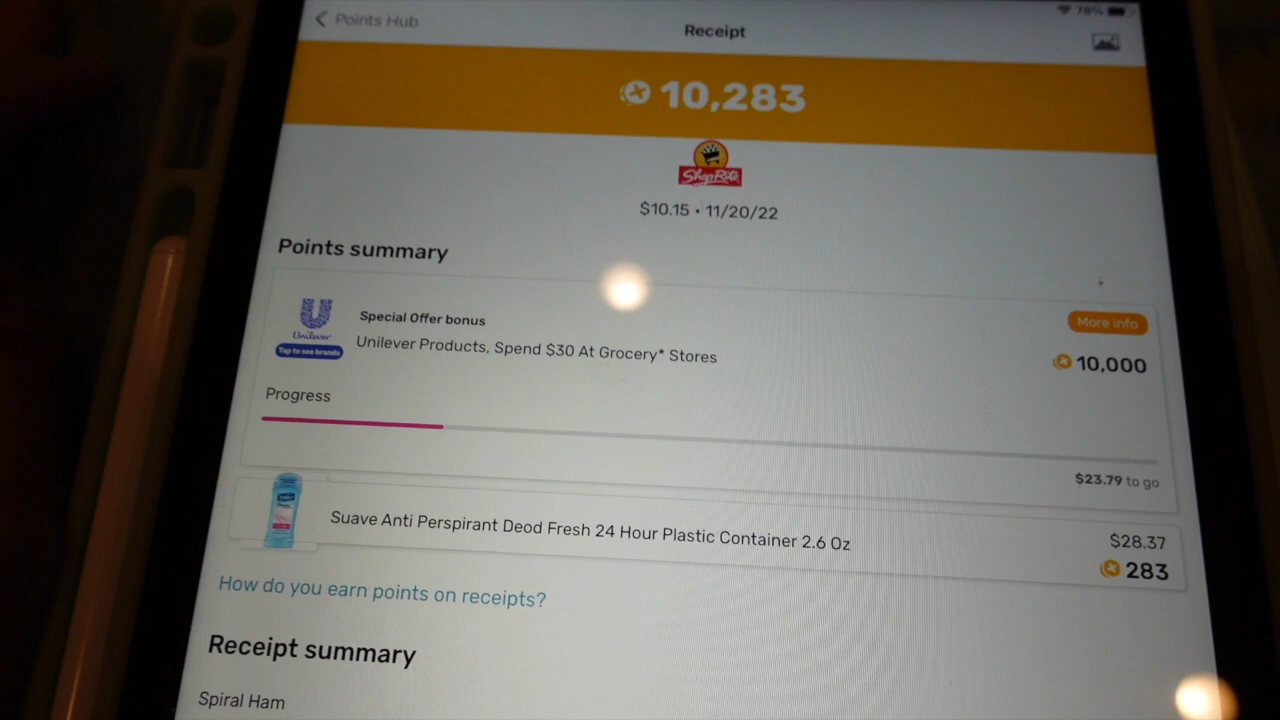 Points Hub
78%
Receipt
10,283
ShopRite
$10.15 • 11/20/22
Points summary
Unilever
Tap to see brands
Special Offer bonus
Unilever Products, Spend $30 At Grocery* Stores
More info
10,000
Progress
$23.79 to go
Suave Anti Perspirant Deod Fresh 24 Hour Plastic Container 2.6 Oz
$28.37
283
How do you earn points on receipts?
Receipt summary
Spiral Ham